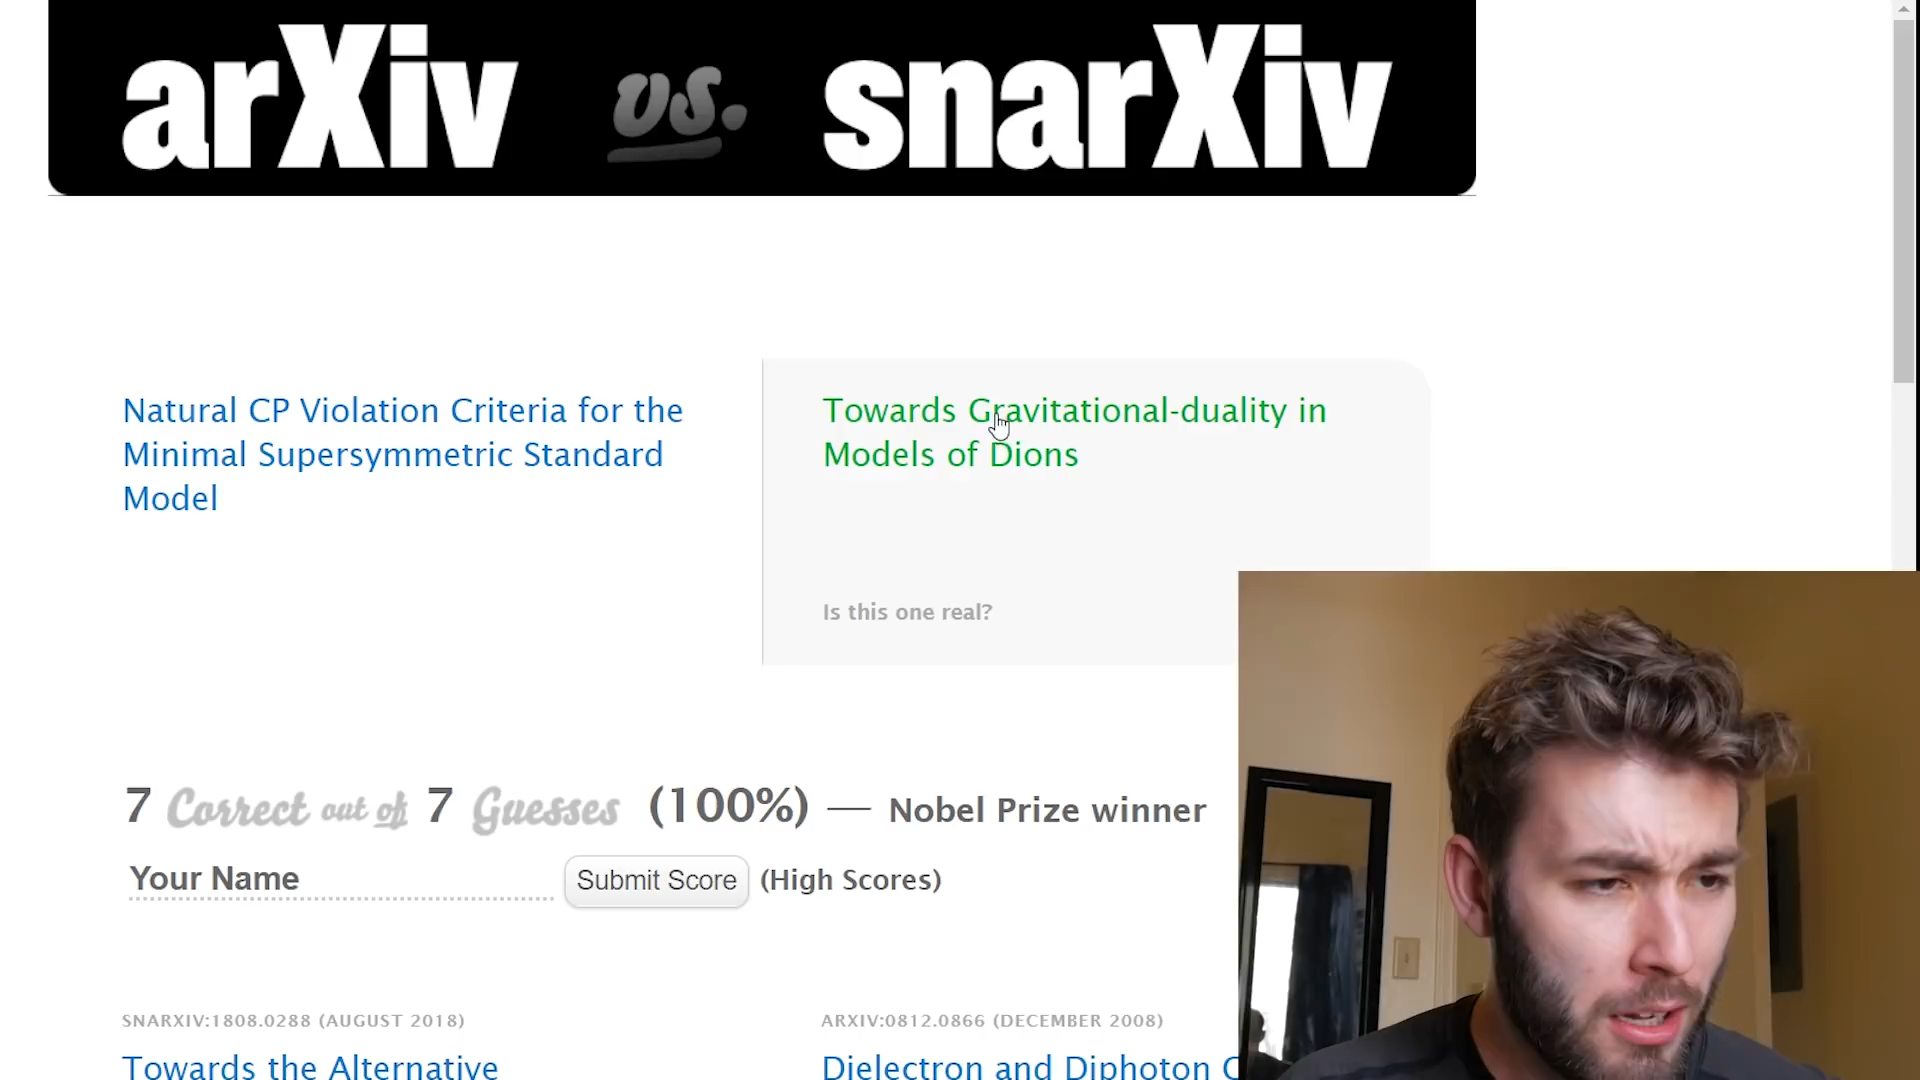 arXiv vs. snarXiv
Natural CP Violation Criteria for the
Minimal Supersymmetric Standard
Model
Towards Gravitational-duality in
Models of Dions
Is this one real?
7 Correct out of 7 Guesses (100%) — Nobel Prize winner
Your Name
Submit Score (High Scores)
SNARXIV:1808.0288 (AUGUST 2018)
Towards the Alternative
ARXIV:0812.0866 (DECEMBER 2008)
Dielectron and Diphoton